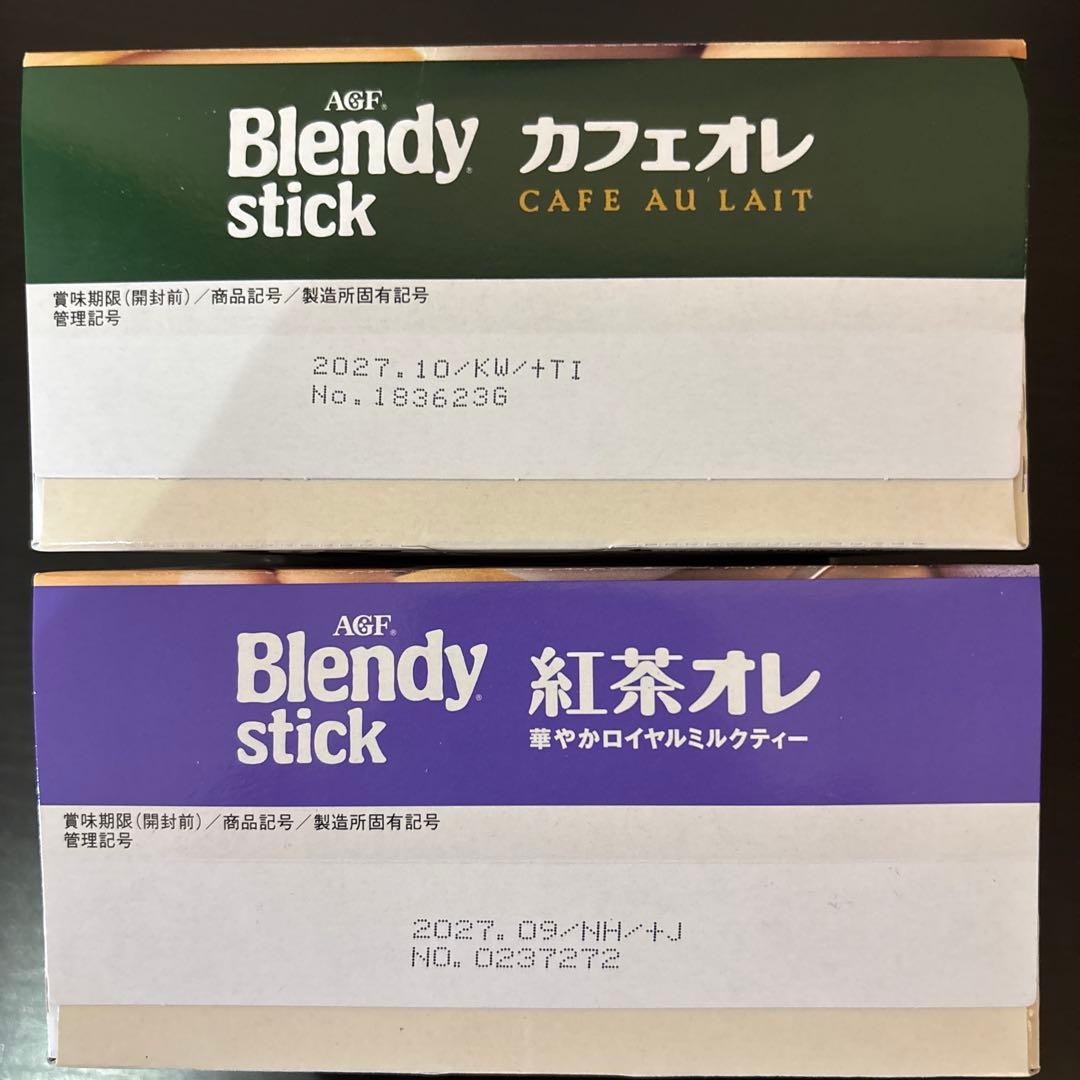 AGF
Blendy
stick
カフェオレ
CAFE AU LAIT
賞味期限(開封前)/商品記号/製造所固有記号
管理記号
2027.10/KW/+TI
No.183623G
AGF
Blendy
stick
紅茶オレ
華やかロイヤルミルクティー
賞味期限(開封前)/商品記号/製造所固有記号
管理記号
2027.09/NH/+J
NO.0237272